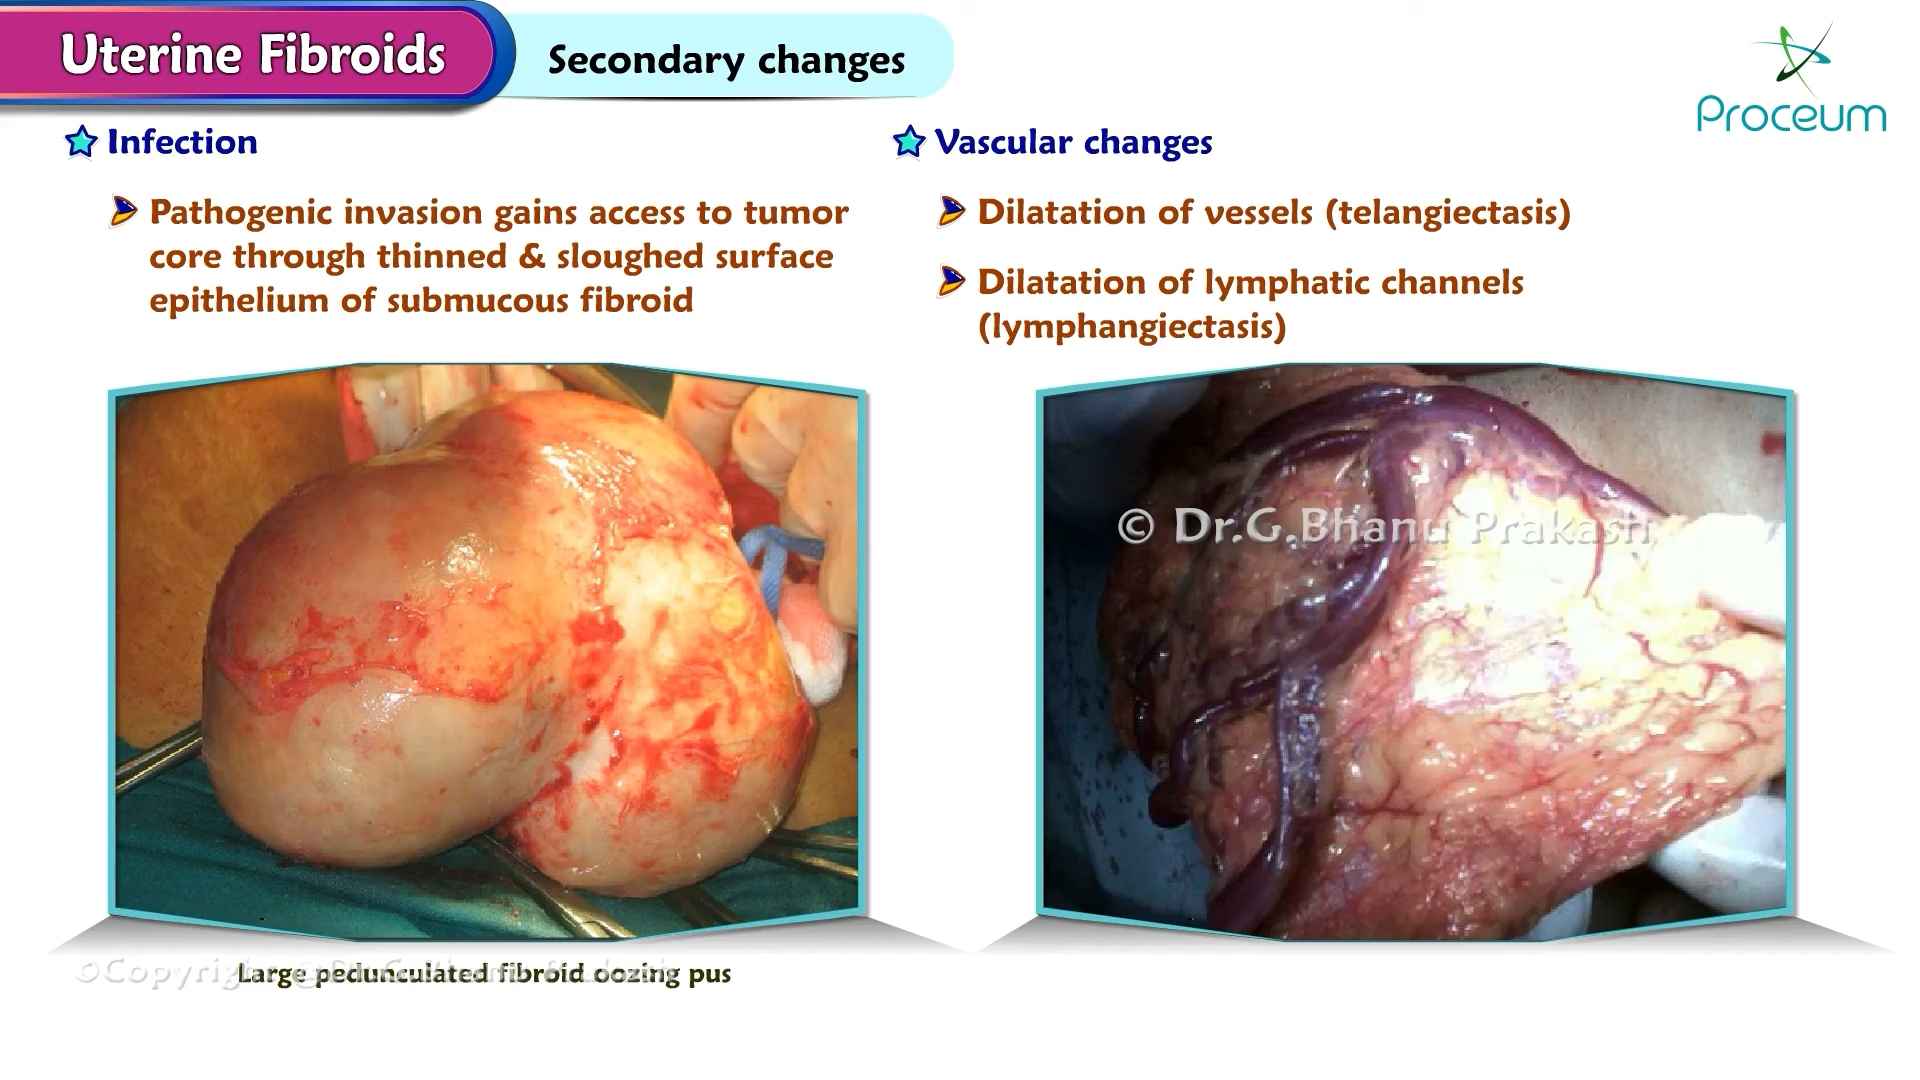 Uterine Fibroids
Secondary changes
Proceum
Infection
Pathogenic invasion gains access to tumor
core through thinned & sloughed surface
epithelium of submucous fibroid
Vascular changes
Dilatation of vessels (telangiectasis)
Dilatation of lymphatic channels
(lymphangiectasis)
© Dr.G.Bhanu Prakash
Large pedunculated fibroid oozing pus